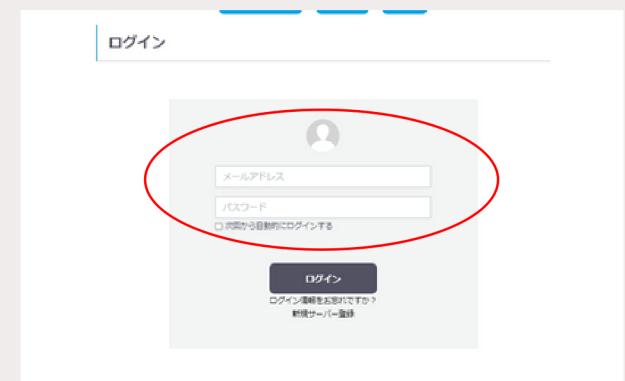 ログイン
メールアドレス
パスワード
次回から自動的にログインする
ログイン
ログイン情報をお忘れですか？
新規サーバー登録